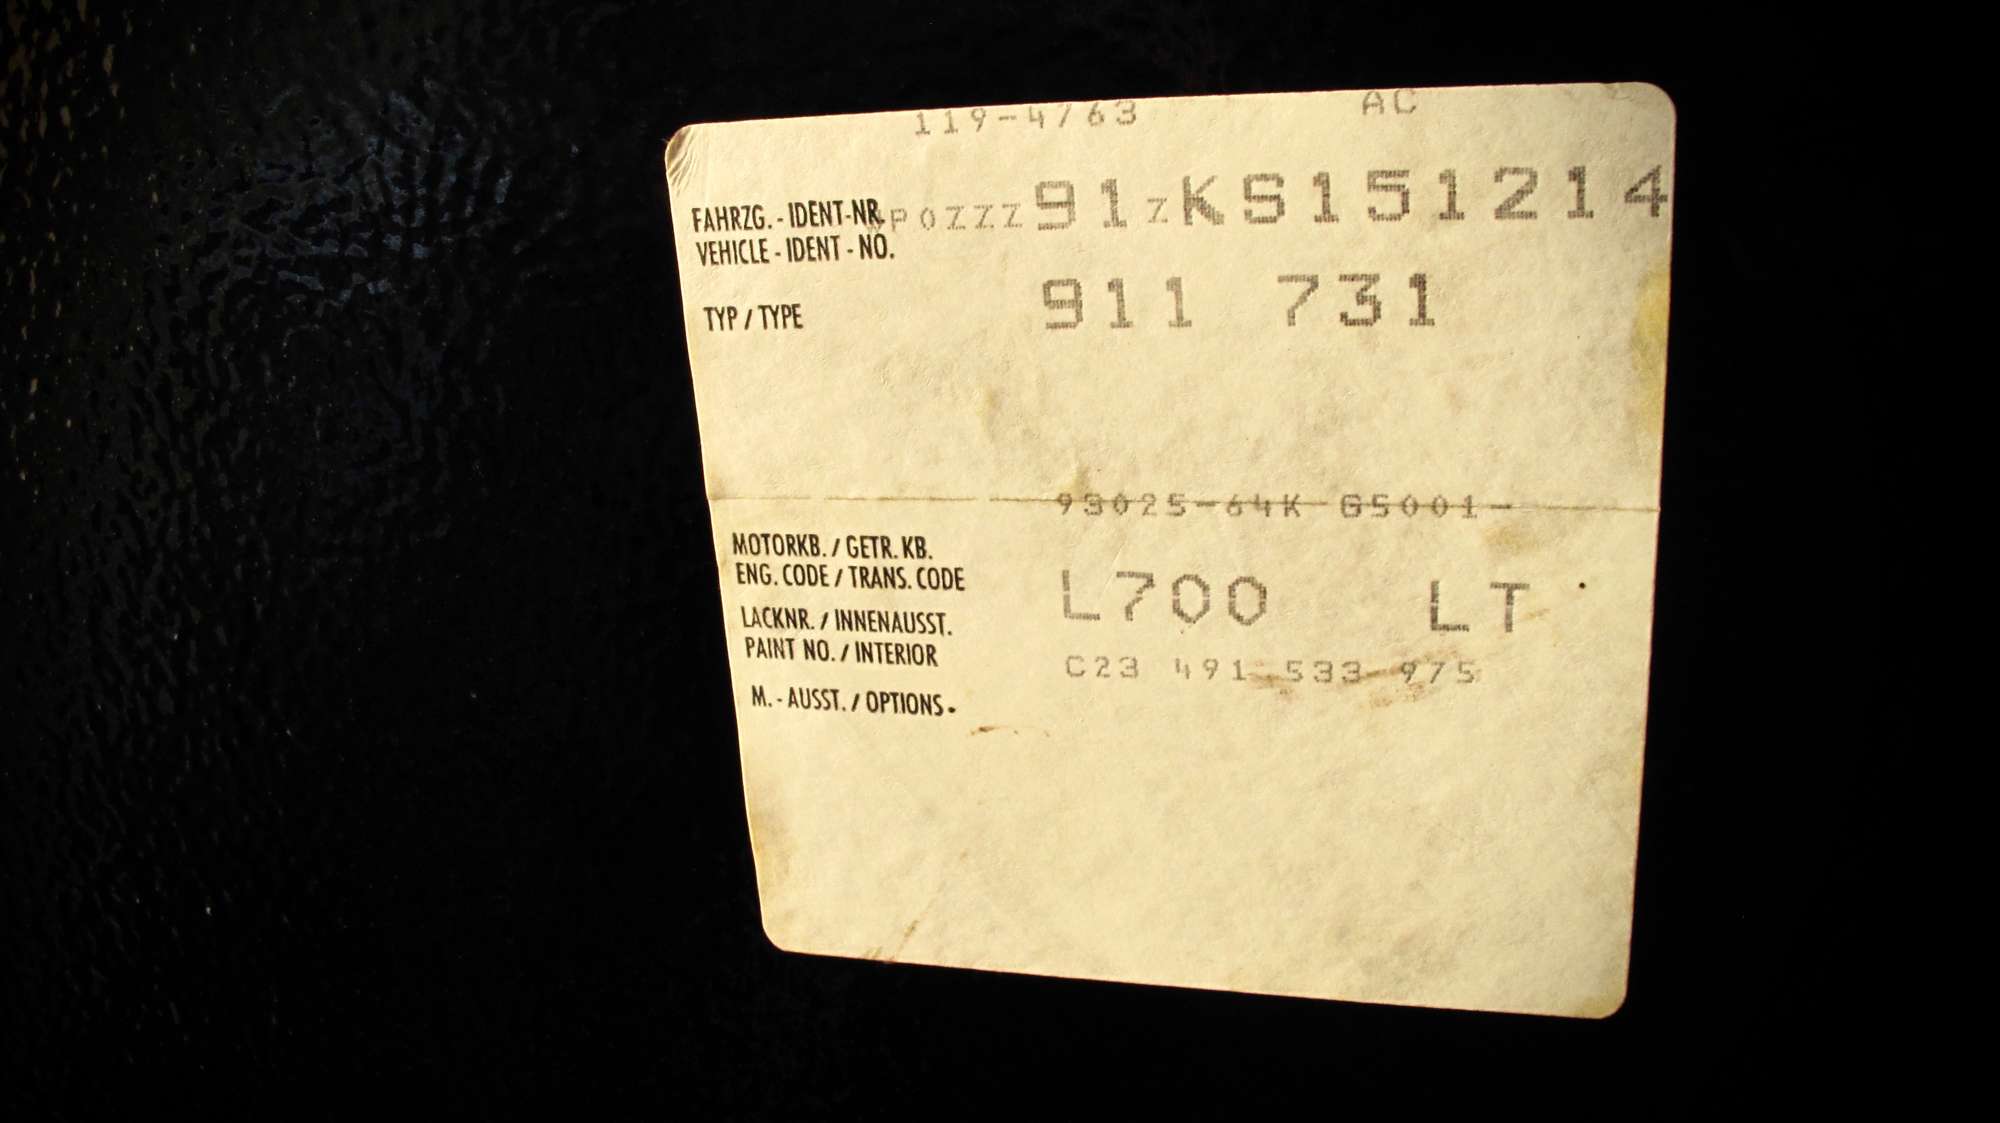 119-4763 AC
FAHRZG. - IDENT-NR. WP0ZZZ91ZKS151214
VEHICLE - IDENT - NO.
TYP / TYPE 911 731
93025-64K G5001-
MOTORKB. / GETR. KB.
ENG. CODE / TRANS. CODE
L700 LT
LACKNR. / INNENAUSST.
PAINT NO. / INTERIOR
C23 491 533 975
M. - AUSST. / OPTIONS.